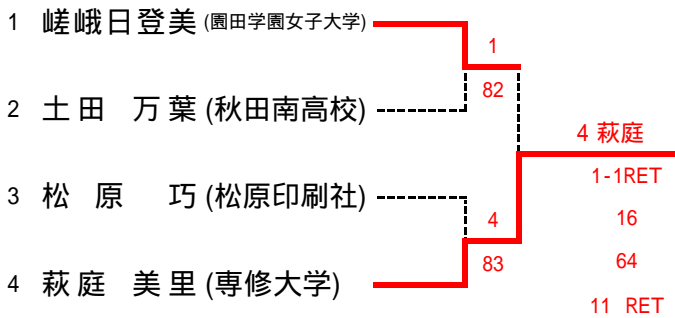 1 嵯峨日登美 (園田学園女子大学)
1
82
2 土田 万葉 (秋田南高校)
4 萩庭
1-1RET
3 松原 巧 (松原印刷社)
16
4
83
64
4 萩庭 美里 (専修大学)
11 RET